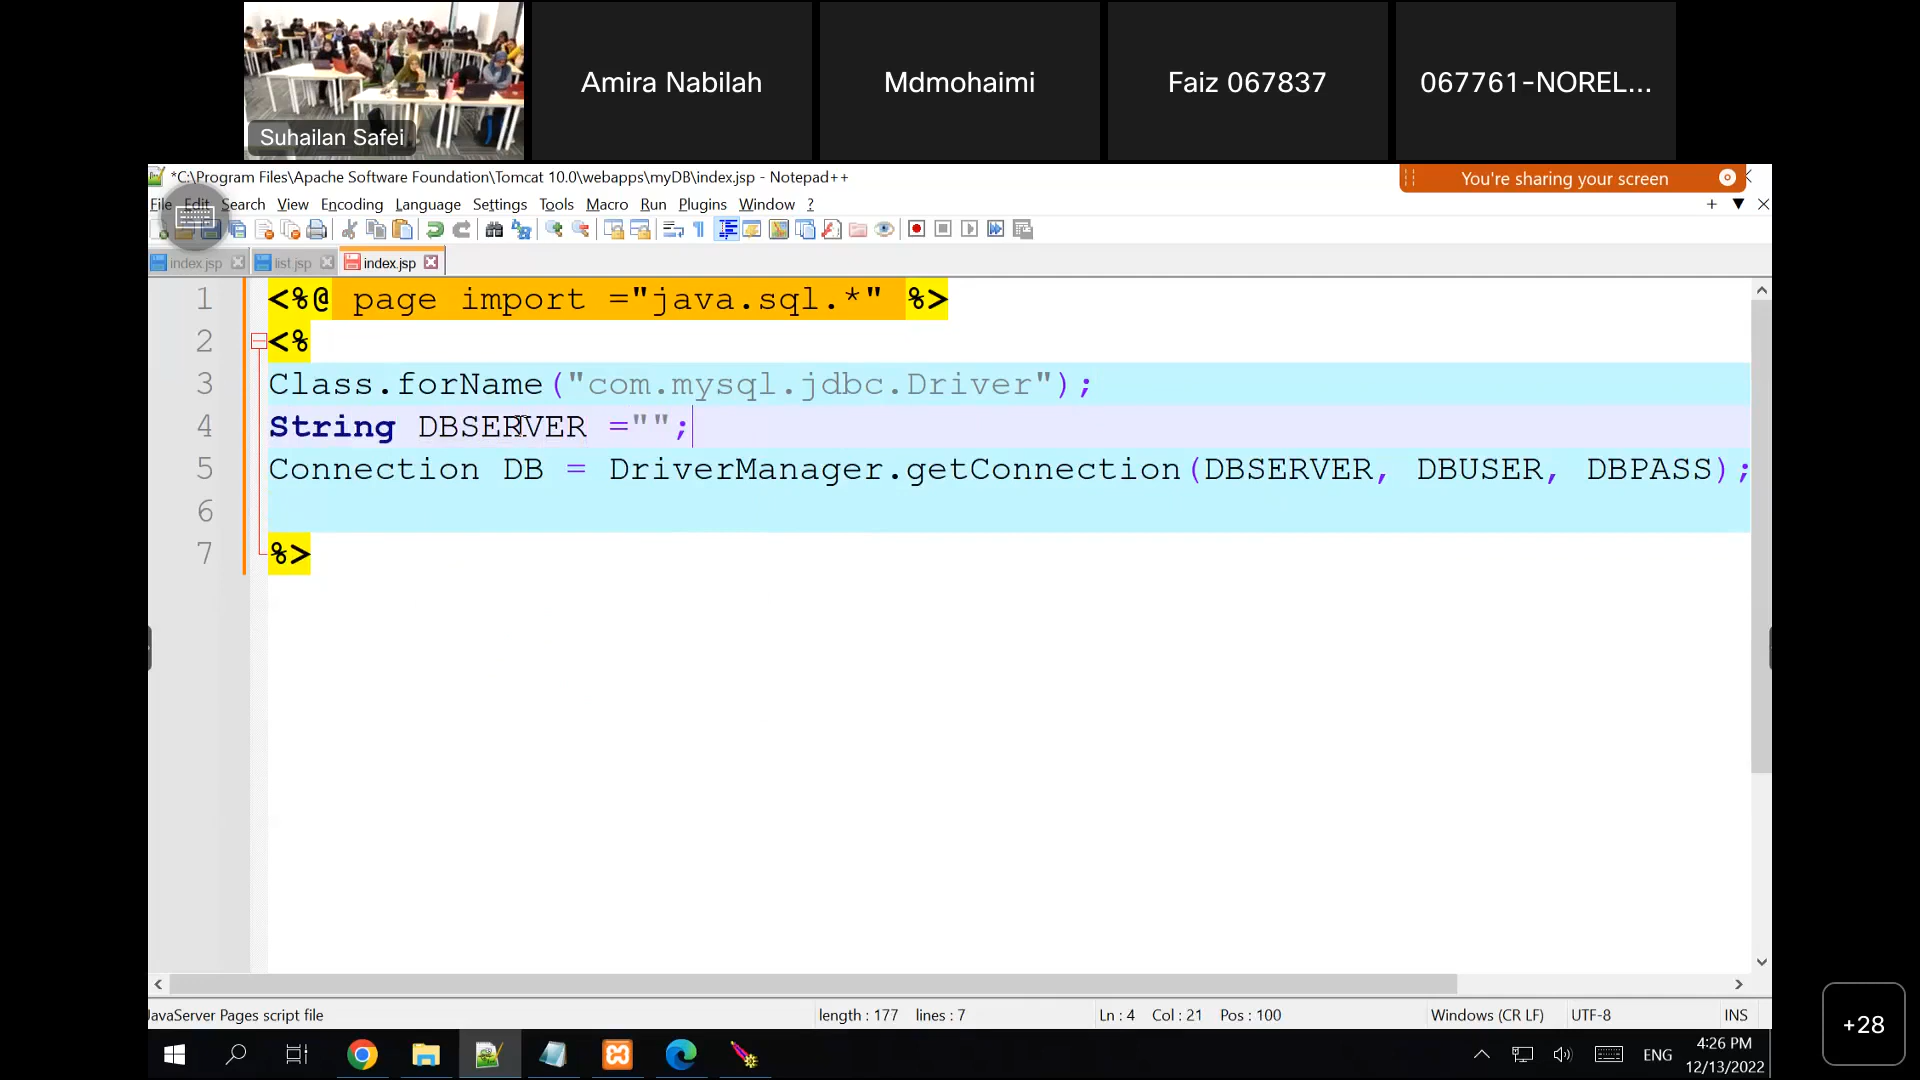 Suhailan Safei
Amira Nabilah
Mdmohaimi
Faiz 067837
067761-NOREL...
*C:\Program Files\Apache Software Foundation\Tomcat 10.0\webapps\myDB\index.jsp - Notepad++
You're sharing your screen
File Edit Search View Encoding Language Settings Tools Macro Run Plugins Window ?
index.jsp list.jsp index.jsp
1 <%@ page import ="java.sql.*" %>
2 <%
3 Class.forName("com.mysql.jdbc.Driver");
4 String DBSERVER ="";
5 Connection DB = DriverManager.getConnection(DBSERVER, DBUSER, DBPASS);
6
7 %>
JavaServer Pages script file length : 177 lines : 7 Ln : 4 Col : 21 Pos : 100 Windows (CR LF) UTF-8 INS
+28
ENG
4:26 PM
12/13/2022